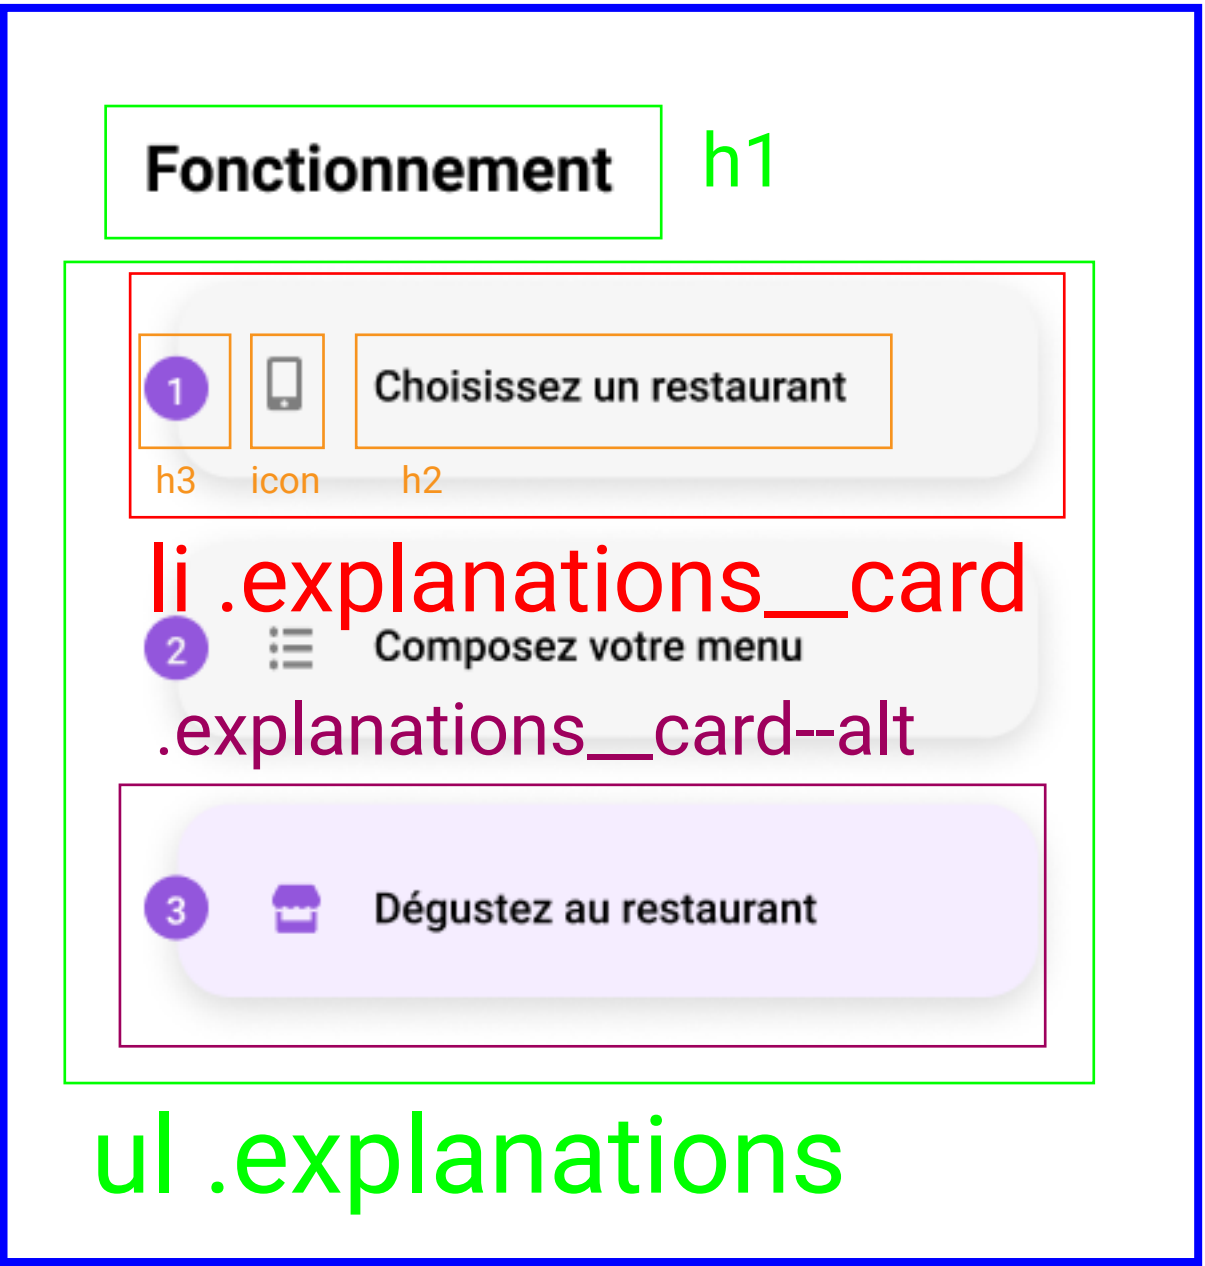 Fonctionnement h1
1 Choisissez un restaurant
h3 icon h2
li .explanations__card
2 Composez votre menu
.explanations__card--alt
3 Dégustez au restaurant
ul .explanations